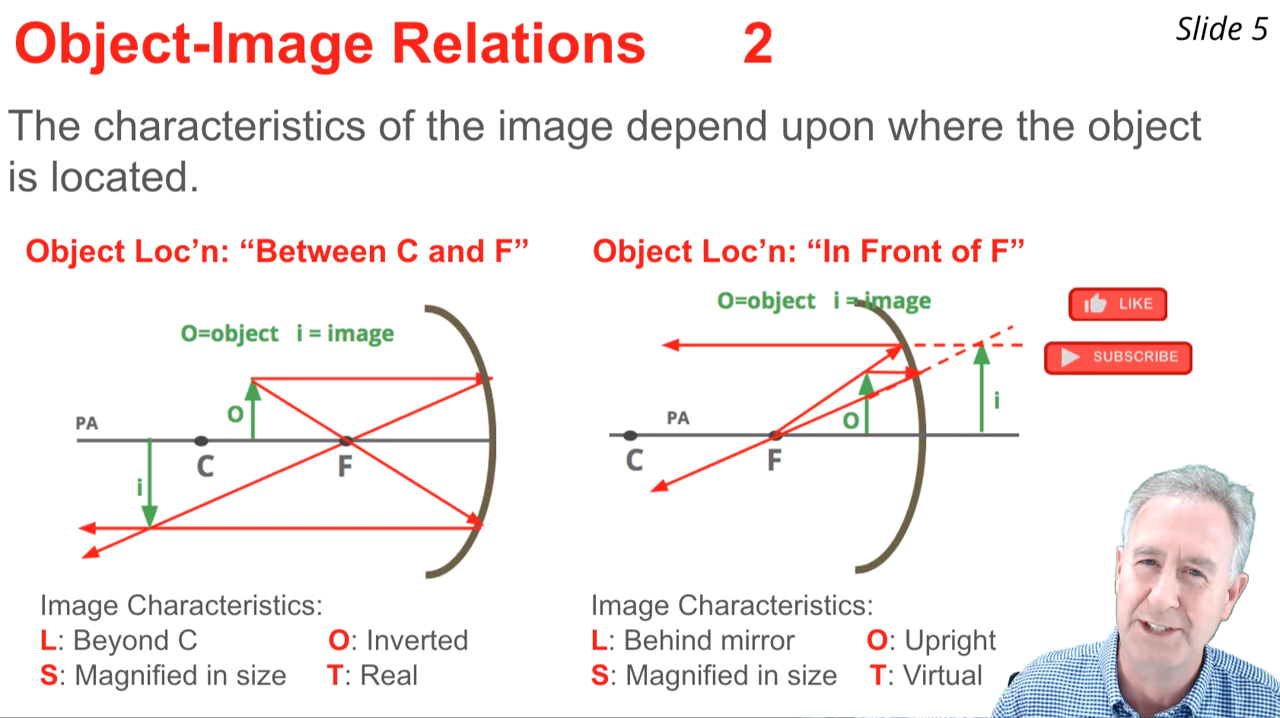 Object-Image Relations 2
Slide 5
The characteristics of the image depend upon where the object
is located.
Object Loc’n: “Between C and F”
O=object i = image
PA
O
C
F
i
Image Characteristics:
L: Beyond C O: Inverted
S: Magnified in size T: Real
Object Loc’n: “In Front of F”
O=object i = image
PA
O
i
C
F
Image Characteristics:
L: Behind mirror O: Upright
S: Magnified in size T: Virtual
LIKE
SUBSCRIBE